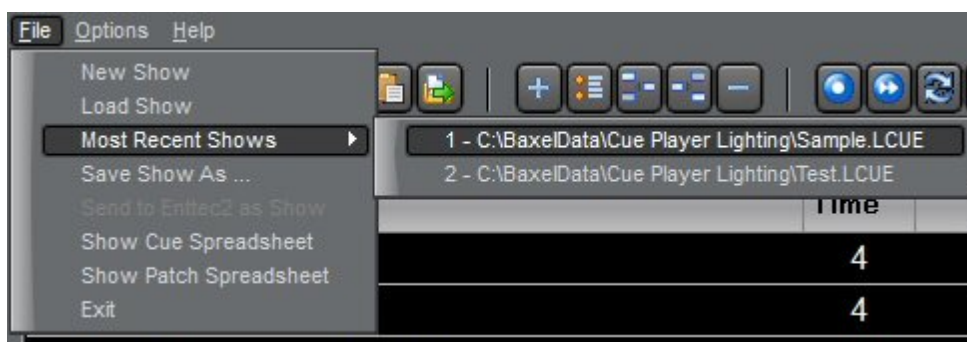 File Options Help
New Show
Load Show
Most Recent Shows
1 - C:\BaxelData\Cue Player Lighting\Sample.LCUE
2 - C:\BaxelData\Cue Player Lighting\Test.LCUE
Save Show As ...
Send to Enttec2 as Show
Time
Show Cue Spreadsheet
4
Show Patch Spreadsheet
Exit
4